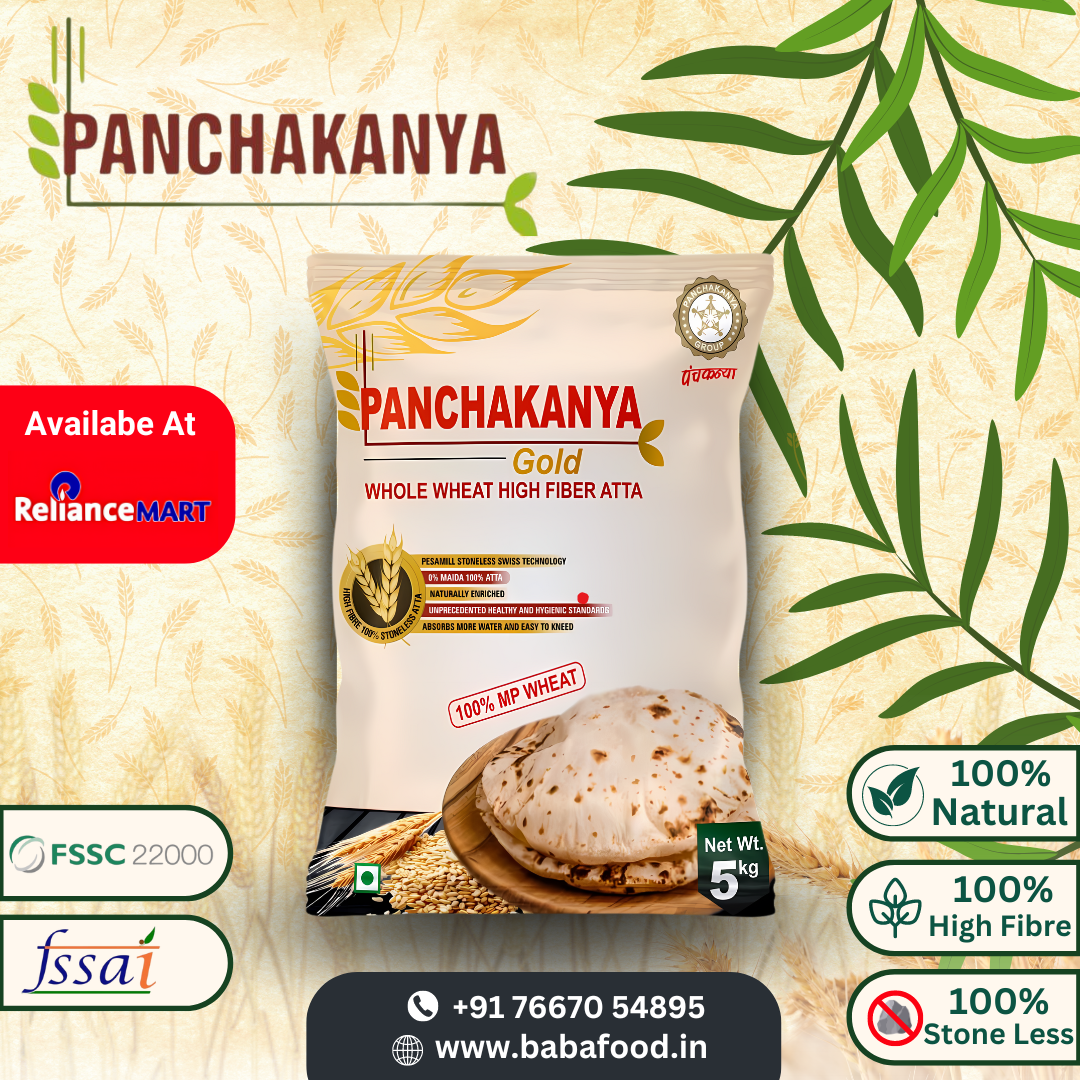 PANCHAKANYA
PANCHAKANYA
GROUP
पंचकन्या
PANCHAKANYA
Gold
WHOLE WHEAT HIGH FIBER ATTA
Availabe At
RelianceMART
PESAMILL STONELESS SWISS TECHNOLOGY
0% MAIDA 100% ATTA
NATURALLY ENRICHED
UNPRECEDENTED HEALTHY AND HYGIENIC STANDARDS
ABSORBS MORE WATER AND EASY TO KNEED
HIGH FIBRE 100% STONELESS ATTA
100% MP WHEAT
Net Wt.
5kg
FSSC 22000
fssai
100%
Natural
100%
High Fibre
100%
Stone Less
+91 76670 54895
www.babafood.in